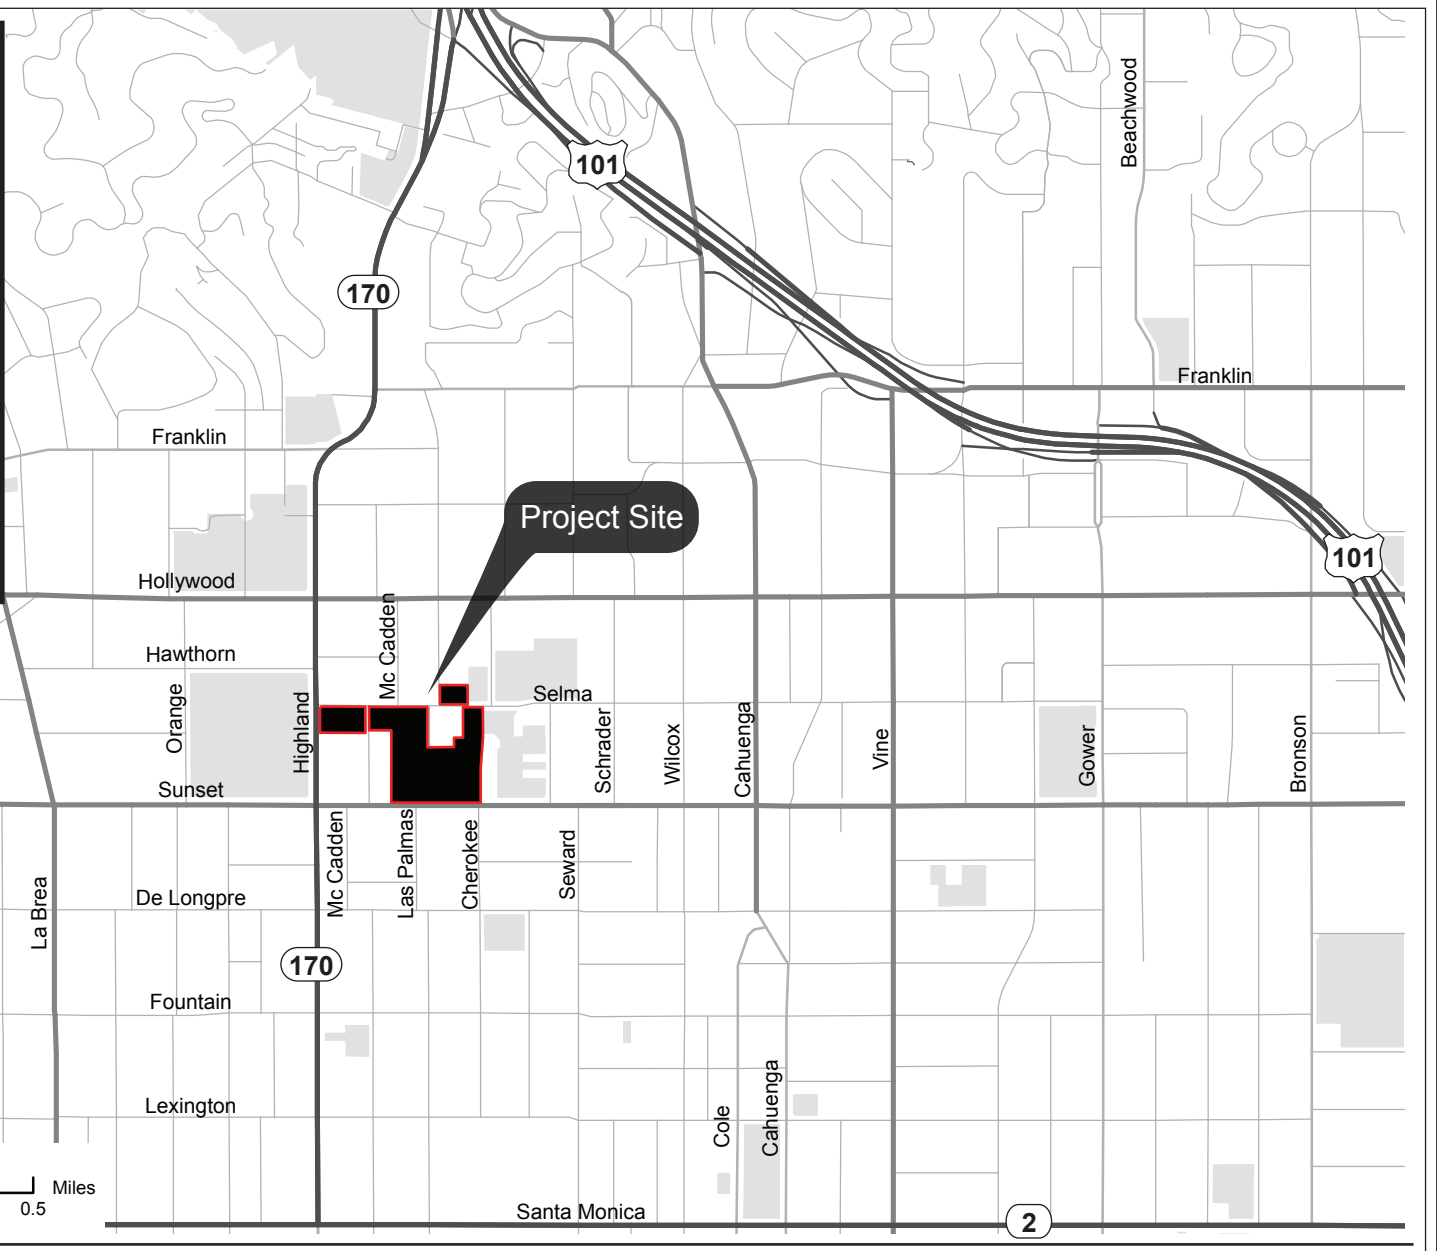 Beachwood
101
170
Franklin
Franklin
Project Site
101
Hollywood
Mc Cadden
Hawthorn
Selma
Orange
Highland
Schrader
Wilcox
Cahuenga
Vine
Gower
Bronson
Sunset
Mc Cadden
Las Palmas
Cherokee
Seward
La Brea
De Longpre
170
Fountain
Lexington
Cole
Cahuenga
Miles
0.5
Santa Monica
2